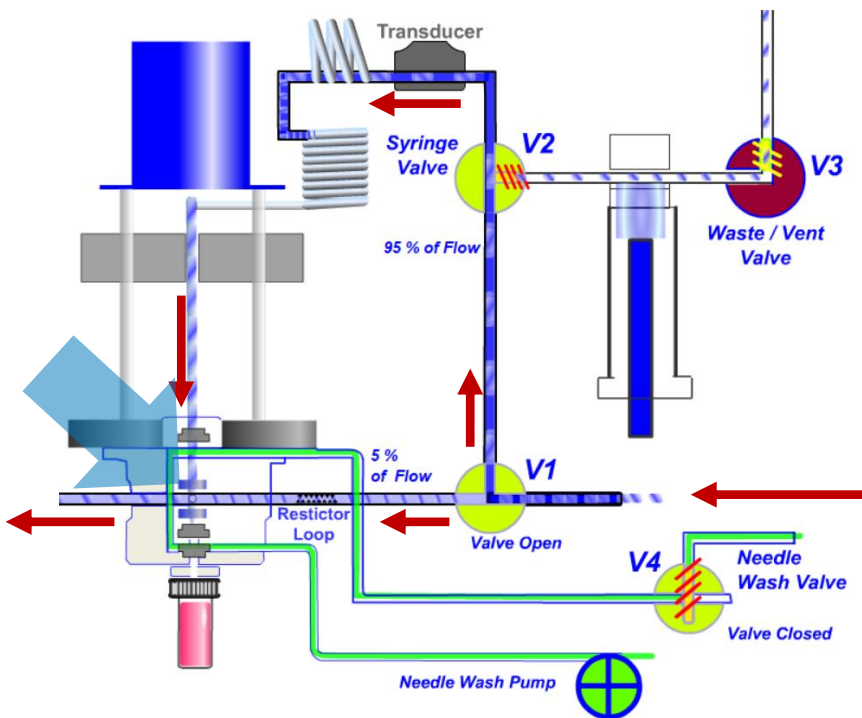 Transducer
Syringe
Valve
V2
V3
Waste / Vent
Valve
95 % of Flow
5 %
of Flow
V1
Restictor
Loop
Valve Open
V4
Needle
Wash Valve
Valve Closed
Needle Wash Pump